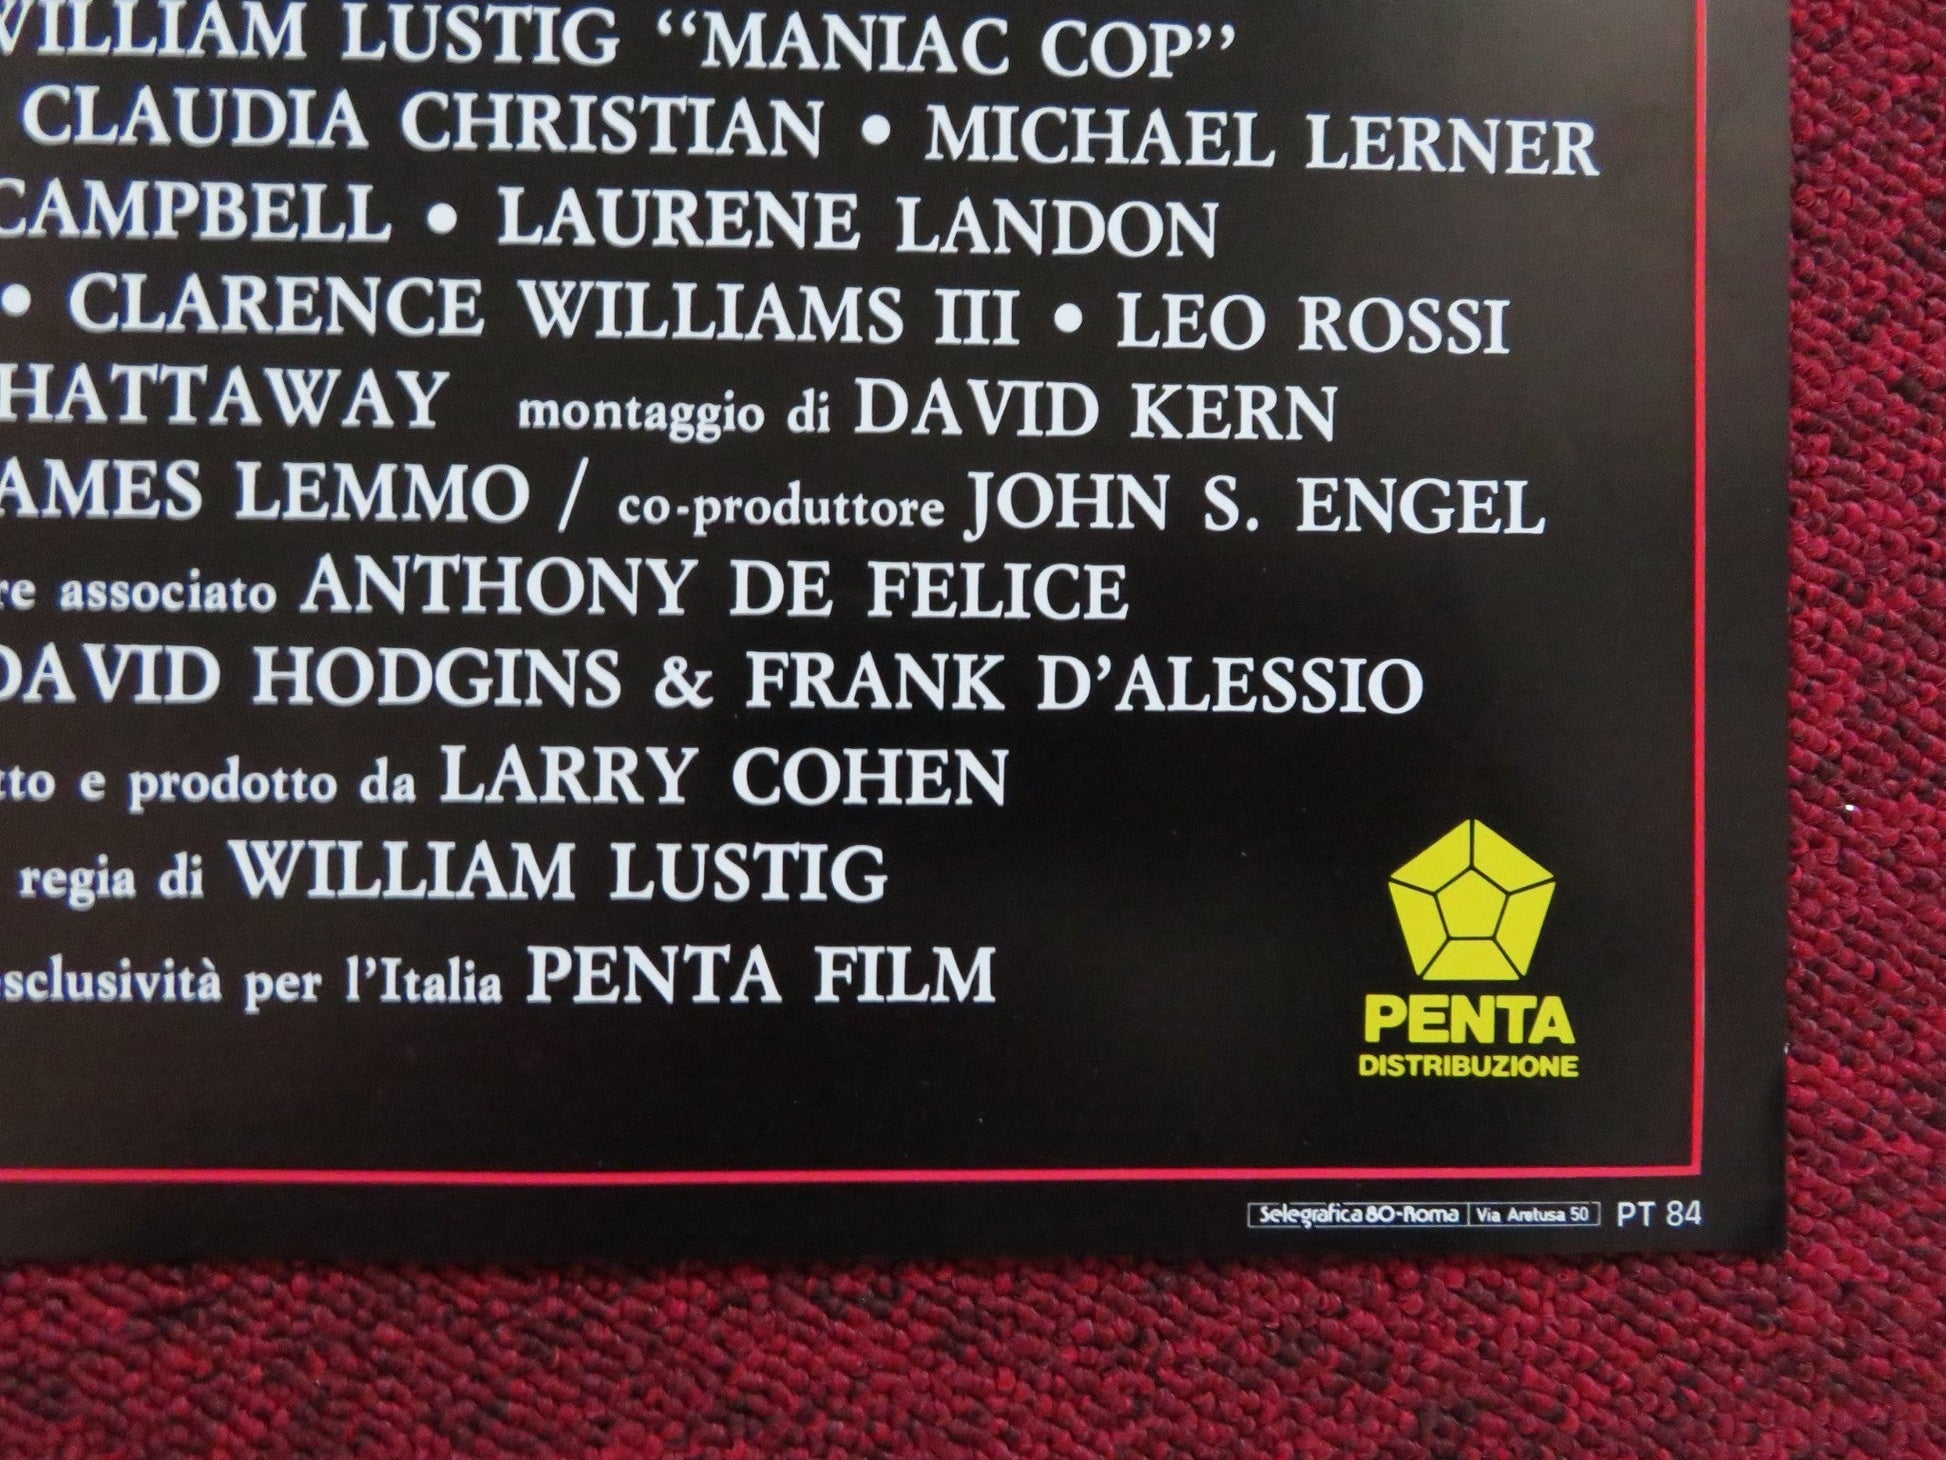 WILLIAM LUSTIG “MANIAC COP”
CLAUDIA CHRISTIAN • MICHAEL LERNER
CAMPBELL • LAURENE LANDON
• CLARENCE WILLIAMS III • LEO ROSSI
HATTAWAY montaggio di DAVID KERN
AMES LEMMO / co-produttore JOHN S. ENGEL
re associato ANTHONY DE FELICE
DAVID HODGINS & FRANK D’ALESSIO
tto e prodotto da LARRY COHEN
regia di WILLIAM LUSTIG
esclusività per l’Italia PENTA FILM
PENTA
DISTRIBUZIONE
Selegrafica 80-Roma | Via Aretusa 50 PT 84